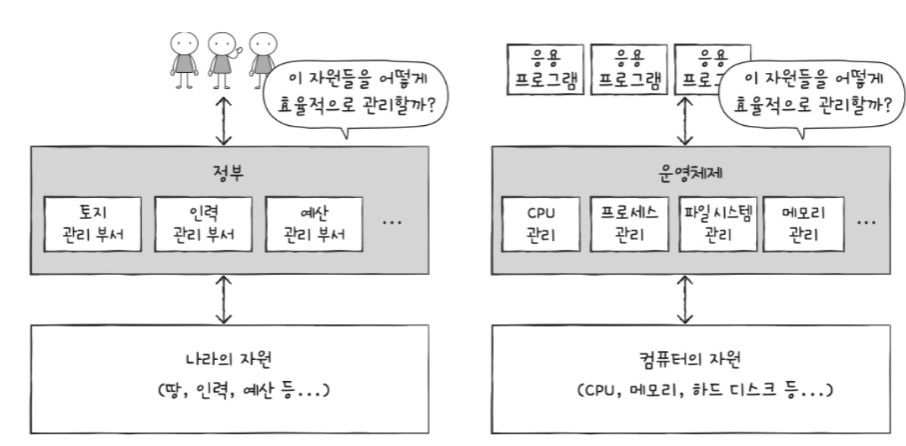 이 자원들을 어떻게
효율적으로 관리할까?
정부
토지
관리 부서
인력
관리 부서
예산
관리 부서
...
나라의 자원
(땅, 인력, 예산 등...)
응용
프로그램
응용
프로그램
응용
프로그
이 자원들을 어떻게
효율적으로 관리할까?
운영체제
CPU
관리
프로세스
관리
파일시스템
관리
메모리
관리
...
컴퓨터의 자원
(CPU, 메모리, 하드 디스크 등...)